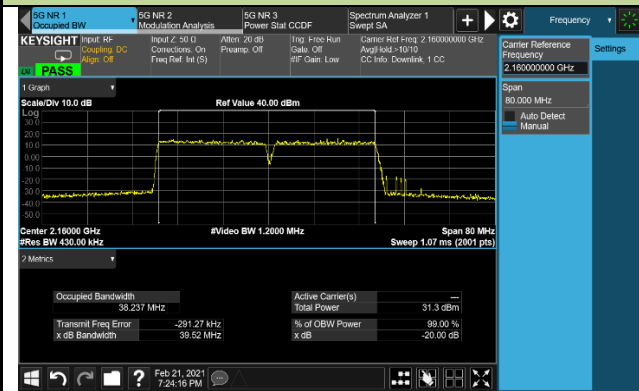 5G NR 1
Occupied BW
5G NR 2
Modulation Analysis
5G NR 3
Power Stat CCDF
Spectrum Analyzer 1
Swept SA
Frequency
KEYSIGHT Input: RF
Coupling: DC
Align: Off
Input Z: 50 Ω
Corrections: On
Freq Ref: Int (S)
Atten: 20 dB
Preamp: Off
Trig: Free Run
Gate: Off
#IF Gain: Low
Carrier Ref Freq: 2.160000000 GHz
Avg|Hold:>10/10
CC Info: Downlink, 1 CC
PASS
Carrier Reference
Frequency
2.160000000 GHz
Settings
Span
80.000 MHz
Auto Detect
Manual
1 Graph
Scale/Div 10.0 dB
Ref Value 40.00 dBm
Log
30.0
20.0
10.0
0.00
-10.0
-20.0
-30.0
-40.0
-50.0
Center 2.16000 GHz
#Video BW 1.2000 MHz
Span 80 MHz
#Res BW 430.00 kHz
Sweep 1.07 ms (2001 pts)
2 Metrics
Occupied Bandwidth
38.237 MHz
Active Carrier(s) —
Total Power 31.3 dBm
Transmit Freq Error -291.27 kHz
% of OBW Power 99.00 %
x dB Bandwidth 39.52 MHz
x dB -20.00 dB
?
Feb 21, 2021
7:24:16 PM